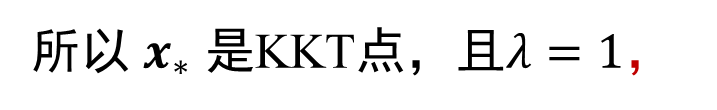 所以 𝒙∗ 是KKT点，且λ = 1，